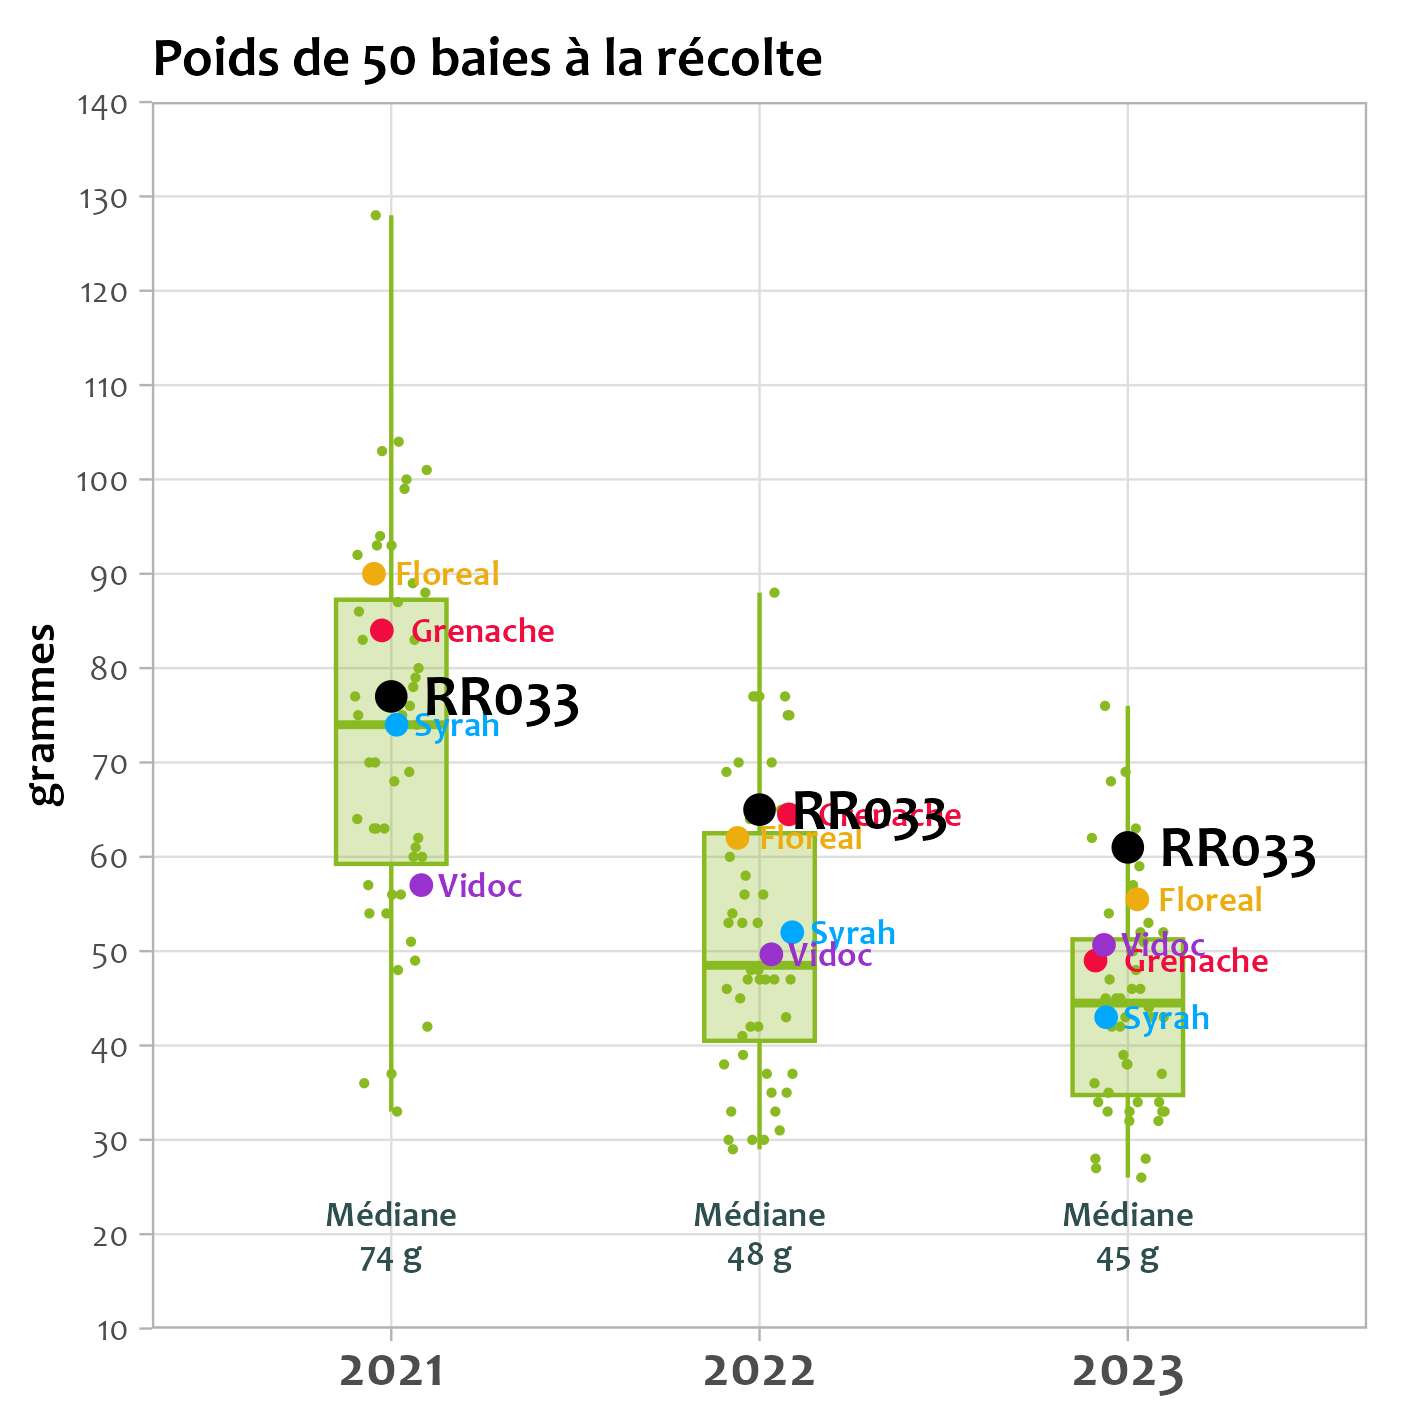 Poids de 50 baies à la récolte
grammes
140
130
120
110
100
90
80
70
60
50
40
30
20
10
Floreal
Grenache
RR033
Syrah
Vidoc
RR033
Grenache
Floreal
Syrah
Vidoc
RR033
Floreal
Vidoc
Grenache
Syrah
Médiane
74 g
Médiane
48 g
Médiane
45 g
2021
2022
2023